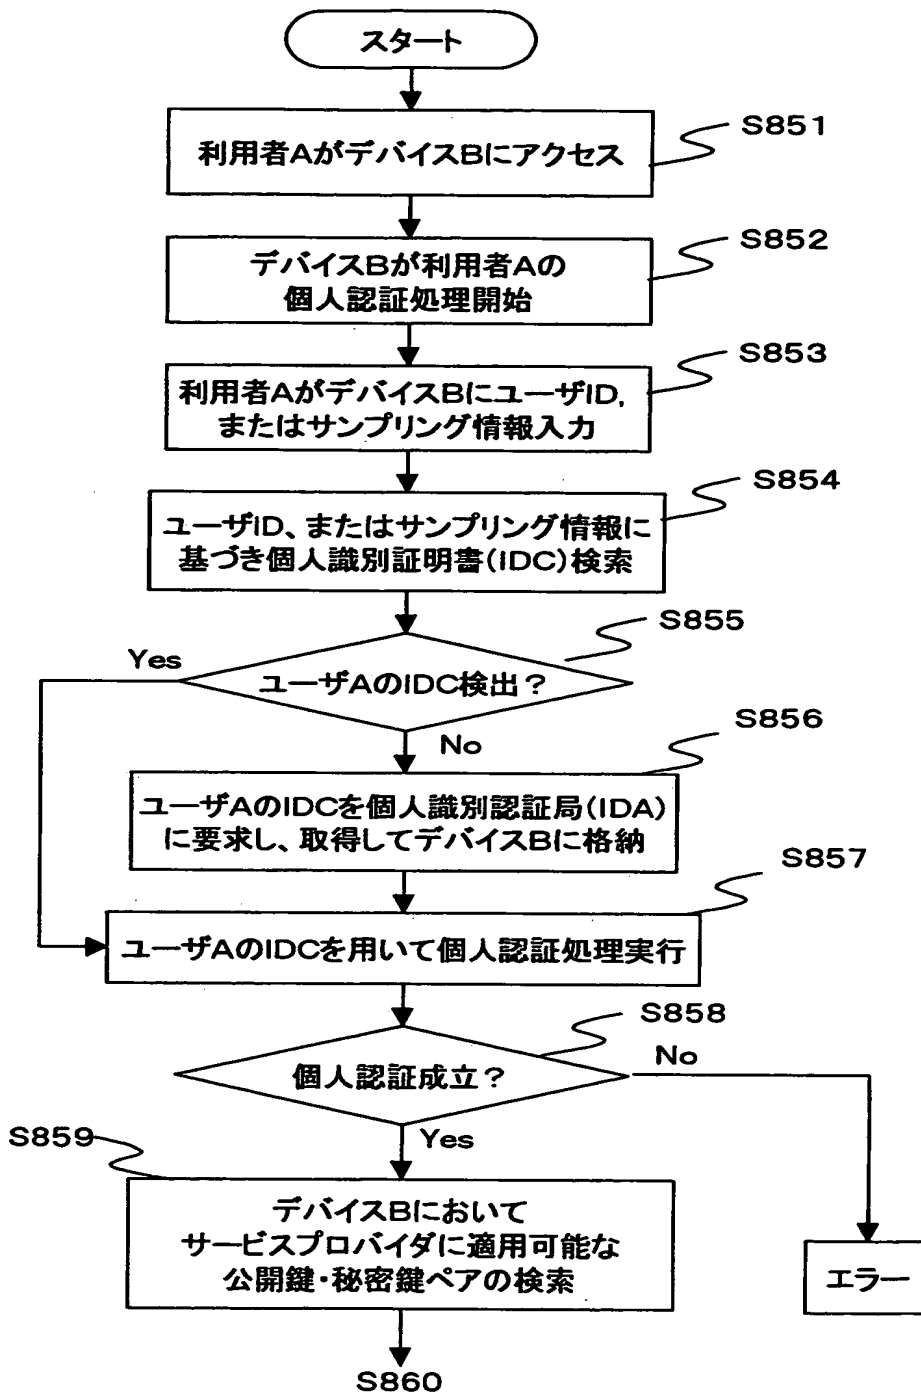 スタート
S851
利用者AがデバイスBにアクセス
S852
デバイスBが利用者Aの
個人認証処理開始
S853
利用者AがデバイスBにユーザID,
またはサンプリング情報入力
S854
ユーザID、またはサンプリング情報に
基づき個人識別証明書(IDC)検索
S855
Yes
ユーザAのIDC検出?
No
S856
ユーザAのIDCを個人識別認証局(IDA)
に要求し、取得してデバイスBに格納
S857
ユーザAのIDCを用いて個人認証処理実行
S858
個人認証成立?
No
Yes
S859
デバイスBにおいて
サービスプロバイダに適用可能な
公開鍵・秘密鍵ペアの検索
エラー
S860